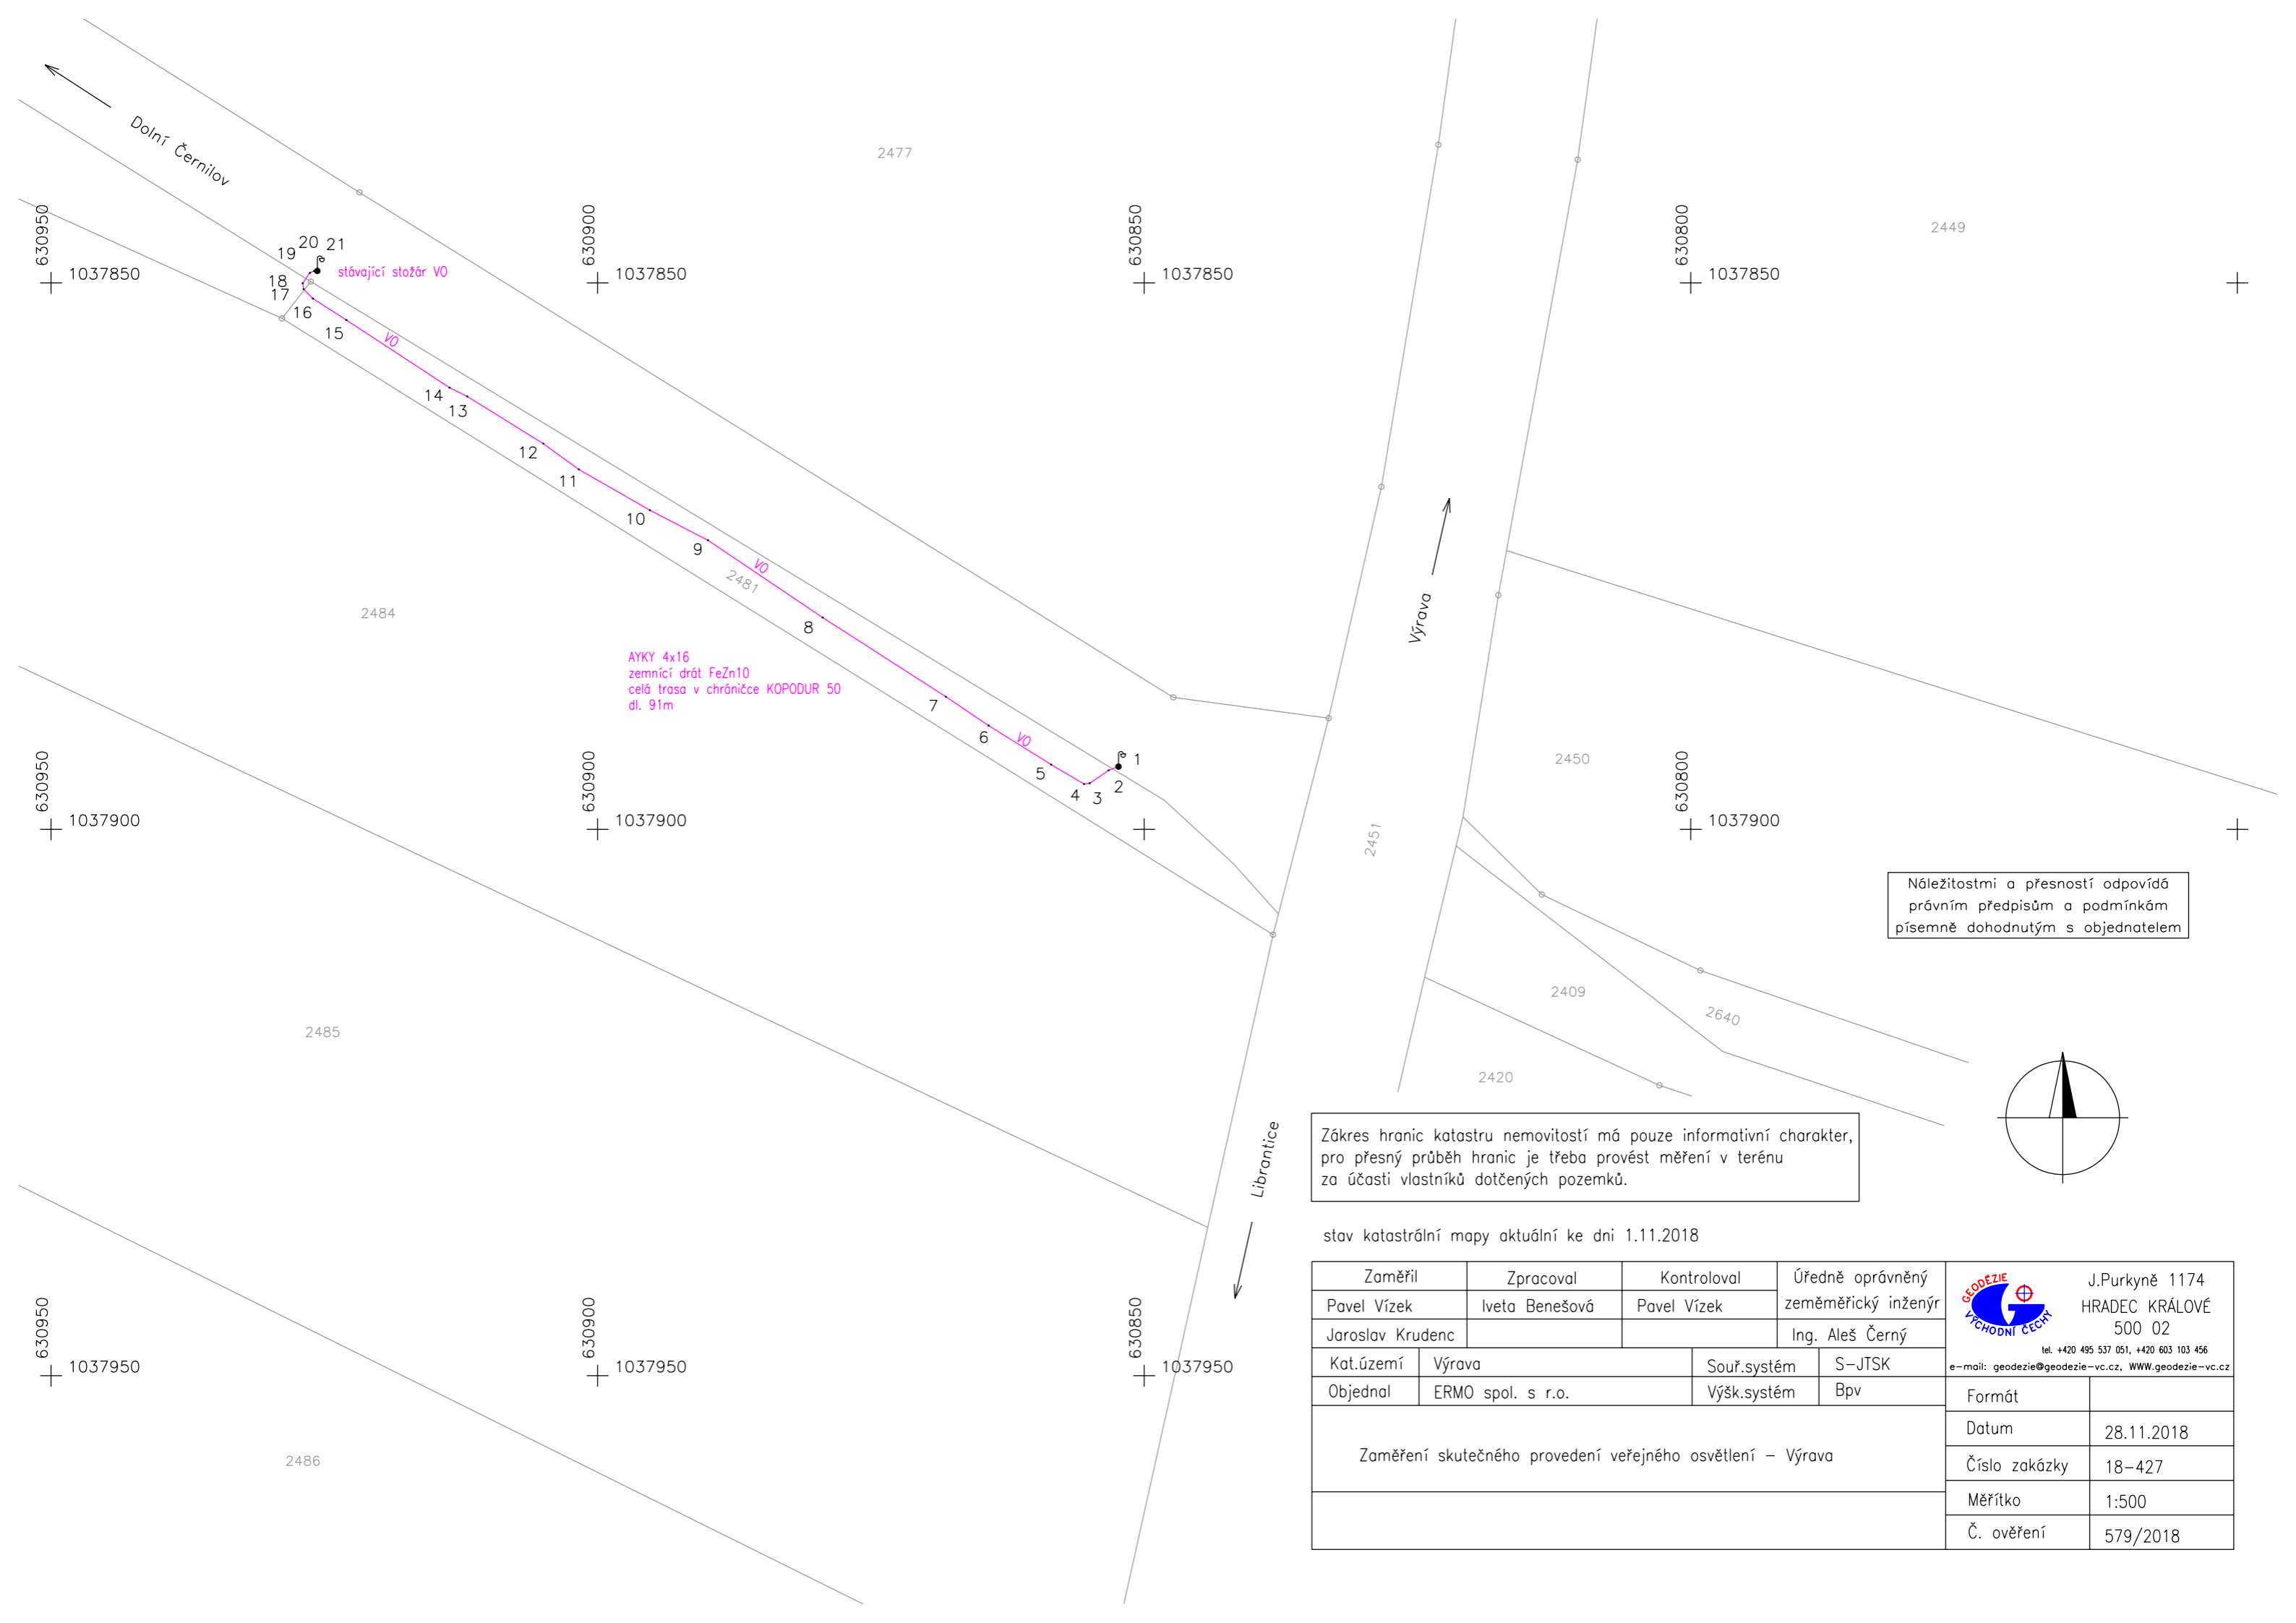 Dolní Černilov
2477
2449
630950
1037850
630900
1037850
630850
1037850
630800
1037850
19
20
21
18
17
16
15
stávající stožár VO
VO
14
13
12
11
10
9
VO
2481
8
2484
AYKY 4x16
zemnící drát FeZn10
celá trasa v chráničce KOPODUR 50
dl. 91m
7
6
VO
5
4
3
2
1
Výrava
2450
2451
630950
1037900
630900
1037900
630800
1037900
Náležitostmi a přesností odpovídá
právním předpisům a podmínkám
písemně dohodnutým s objednatelem
2409
2640
2420
2485
Librantice
Zákres hranic katastru nemovitostí má pouze informativní charakter,
pro přesný průběh hranic je třeba provést měření v terénu
za účasti vlastníků dotčených pozemků.
stav katastrální mapy aktuální ke dni 1.11.2018
630950
1037950
630900
1037950
630850
1037950
2486
Zaměřil
Zpracoval
Kontroloval
Úředně oprávněný
zeměměřický inženýr
Pavel Vízek
Iveta Benešová
Pavel Vízek
Jaroslav Krudenc
Ing. Aleš Černý
Kat.území
Výrava
Souř.systém
S-JTSK
Objednal
ERMO spol. s r.o.
Výšk.systém
Bpv
Zaměření skutečného provedení veřejného osvětlení – Výrava
GEODÉZIE
VÝCHODNÍ ČECHY
J.Purkyně 1174
HRADEC KRÁLOVÉ
500 02
tel. +420 495 537 051, +420 603 103 456
e-mail: geodezie@geodezie-vc.cz, WWW.geodezie-vc.cz
Formát
Datum
28.11.2018
Číslo zakázky
18-427
Měřítko
1:500
Č. ověření
579/2018